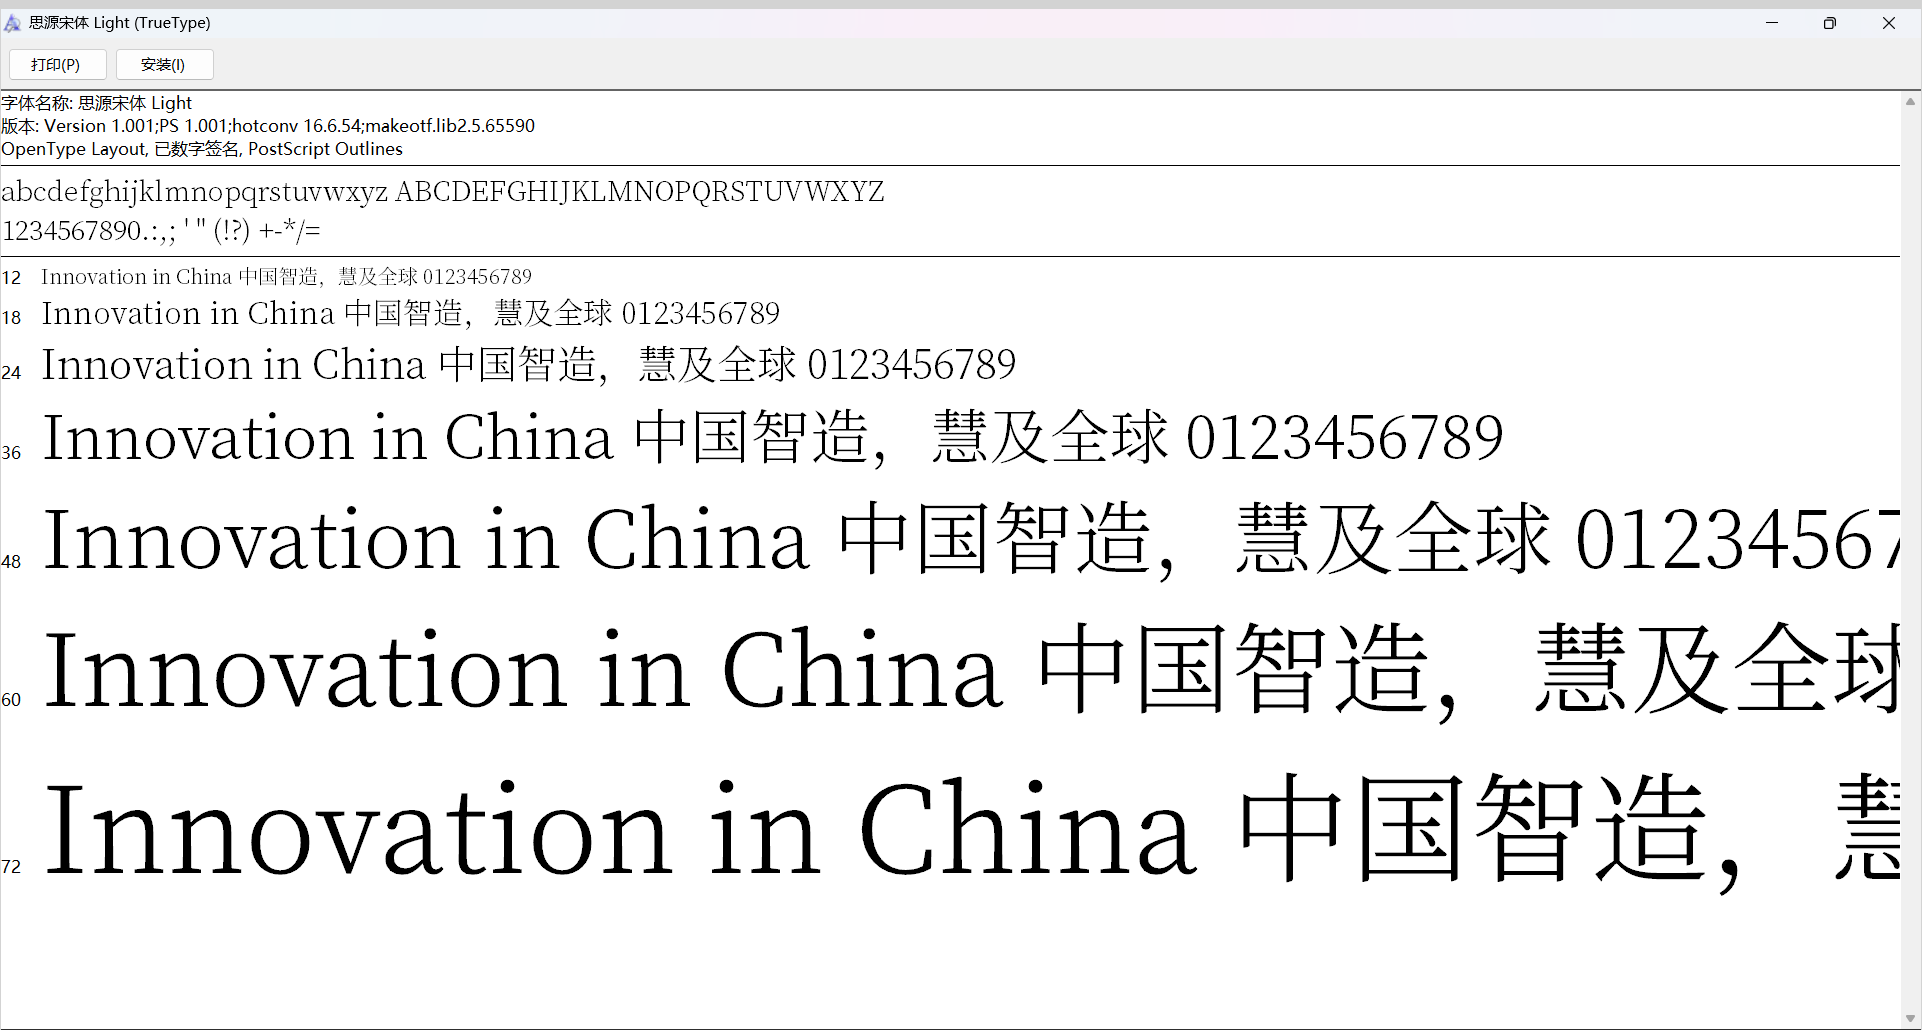 思源宋体 Light (TrueType)
打印(P) 安装(I)
字体名称: 思源宋体 Light
版本: Version 1.001;PS 1.001;hotconv 16.6.54;makeotf.lib2.5.65590
OpenType Layout, 已数字签名, PostScript Outlines
abcdefghijklmnopqrstuvwxyz ABCDEFGHIJKLMNOPQRSTUVWXYZ
1234567890.:,; ' " (!?) +-*/=
12 Innovation in China 中国智造，慧及全球 0123456789
18 Innovation in China 中国智造，慧及全球 0123456789
24 Innovation in China 中国智造，慧及全球 0123456789
36 Innovation in China 中国智造，慧及全球 0123456789
48 Innovation in China 中国智造，慧及全球 01234567
60 Innovation in China 中国智造，慧及全球
72 Innovation in China 中国智造，慧